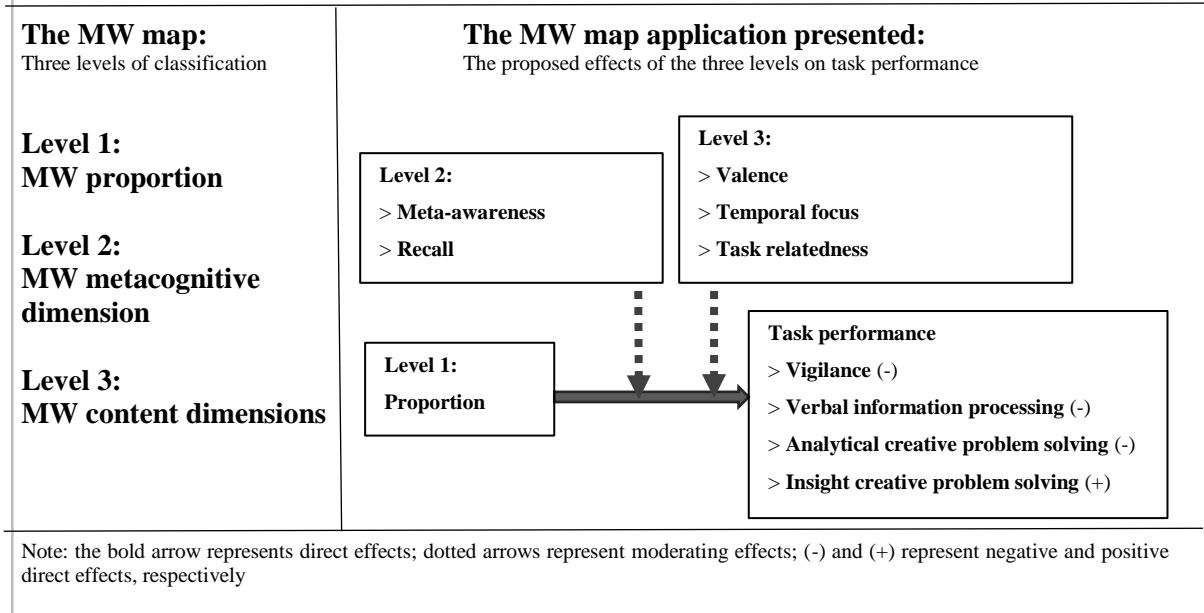 The MW map:
Three levels of classification
Level 1:
MW proportion
Level 2:
MW metacognitive
dimension
Level 3:
MW content dimensions
The MW map application presented:
The proposed effects of the three levels on task performance
Level 2:
> Meta-awareness
> Recall
Level 3:
> Valence
> Temporal focus
> Task relatedness
Level 1:
Proportion
Task performance
> Vigilance (-)
> Verbal information processing (-)
> Analytical creative problem solving (-)
> Insight creative problem solving (+)
Note: the bold arrow represents direct effects; dotted arrows represent moderating effects; (-) and (+) represent negative and positive
direct effects, respectively